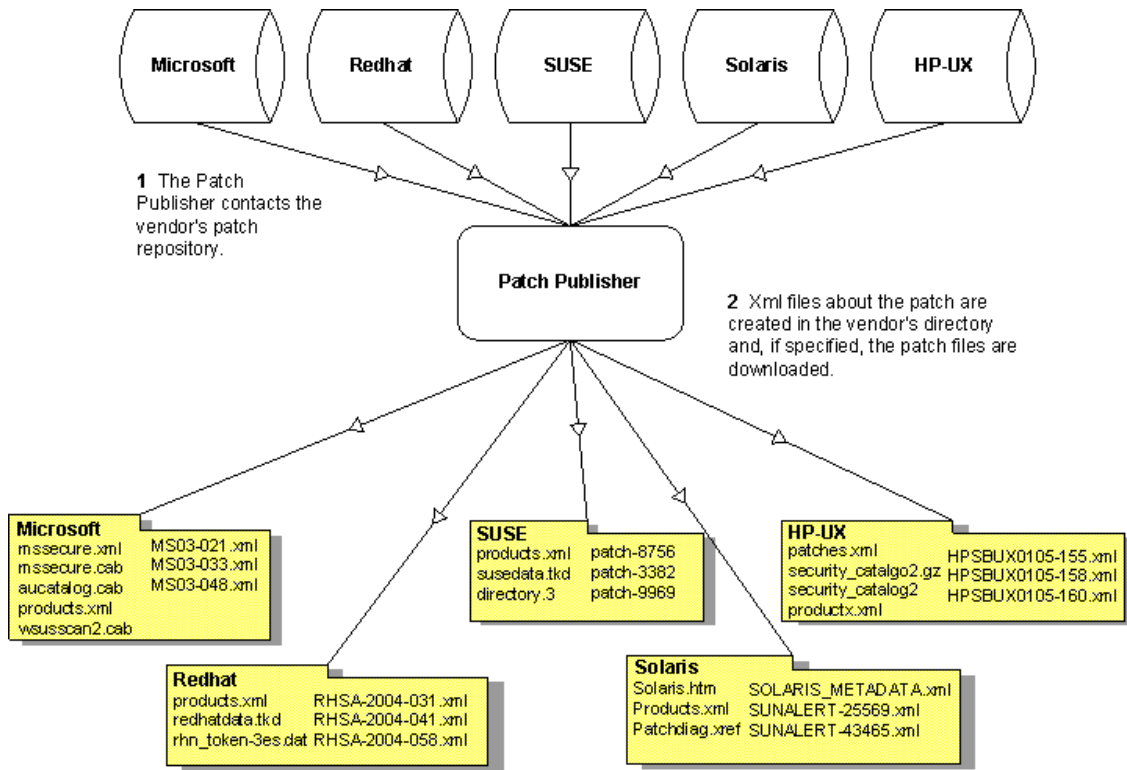 Microsoft
Redhat
SUSE
Solaris
HP-UX
1 The Patch
Publisher contacts the
vendor's patch
repository.
Patch Publisher
2 Xml files about the patch are
created in the vendor's directory
and, if specified, the patch files are
downloaded.
Microsoft
mssecure.xml
mssecure.cab
aucatalog.cab
products.xml
wsusscan2.cab
MS03-021.xml
MS03-033.xml
MS03-048.xml
SUSE
products.xml
susedata.tkd
directory.3
patch-8756
patch-3382
patch-9969
HP-UX
patches.xml
security_catalgo2.gz
security_catalog2
productx.xml
HPSBUX0105-155.xml
HPSBUX0105-158.xml
HPSBUX0105-160.xml
Redhat
products.xml
redhatdata.tkd
rhn_token-3es.dat
RHSA-2004-031.xml
RHSA-2004-041.xml
RHSA-2004-058.xml
Solaris
Solaris.htm
Products.xml
Patchdiag.xref
SOLARIS_METADATA.xml
SUNALERT-25569.xml
SUNALERT-43465.xml